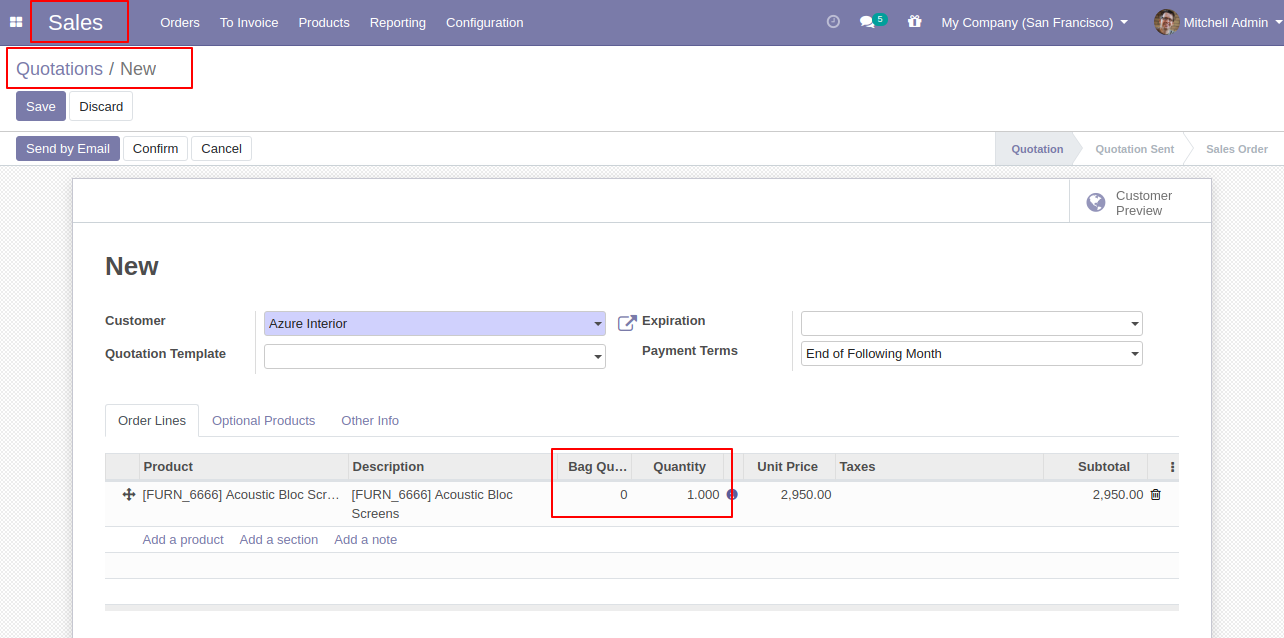 Sales Orders To Invoice Products Reporting Configuration 5 My Company (San Francisco) Mitchell Admin
Quotations / New
Save Discard
Send by Email Confirm Cancel Quotation Quotation Sent Sales Order
Customer
Preview
New
Customer Azure Interior Expiration
Quotation Template Payment Terms End of Following Month
Order Lines Optional Products Other Info
Product Description Bag Qu… Quantity Unit Price Taxes Subtotal
[FURN_6666] Acoustic Bloc Scr… [FURN_6666] Acoustic Bloc 0 1.000 2,950.00 2,950.00
Screens
Add a product Add a section Add a note